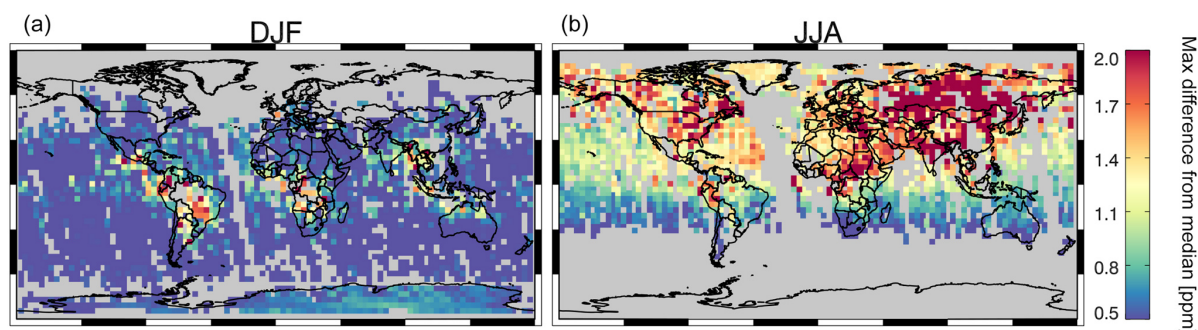 (a)
DJF
(b)
JJA
2.0
1.7
1.4
1.1
0.8
0.5
Max difference from median [ppm